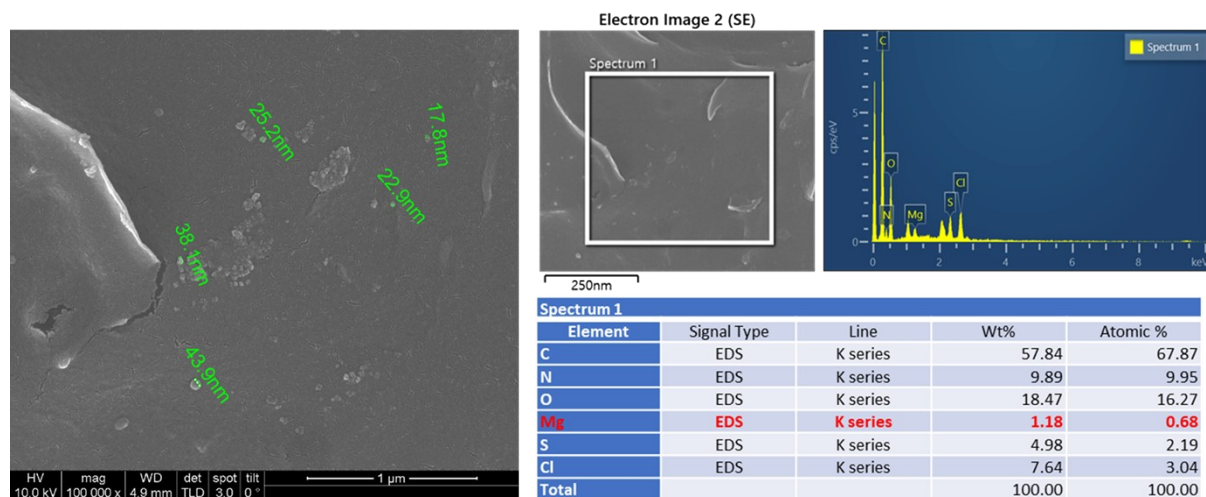 25.2nm
17.8nm
22.9nm
38.1nm
43.9nm
HV mag WD det spot tilt
10.0 kV 100 000 x 4.9 mm TLD 3.0 0 ° 1 µm
Electron Image 2 (SE)
Spectrum 1
250nm
Spectrum 1
C
O
N
Mg
S
Cl
cps/eV
5
0
0 2 4 6 8 keV
Spectrum 1
Element Signal Type Line Wt% Atomic %
C EDS K series 57.84 67.87
N EDS K series 9.89 9.95
O EDS K series 18.47 16.27
Mg EDS K series 1.18 0.68
S EDS K series 4.98 2.19
Cl EDS K series 7.64 3.04
Total 100.00 100.00